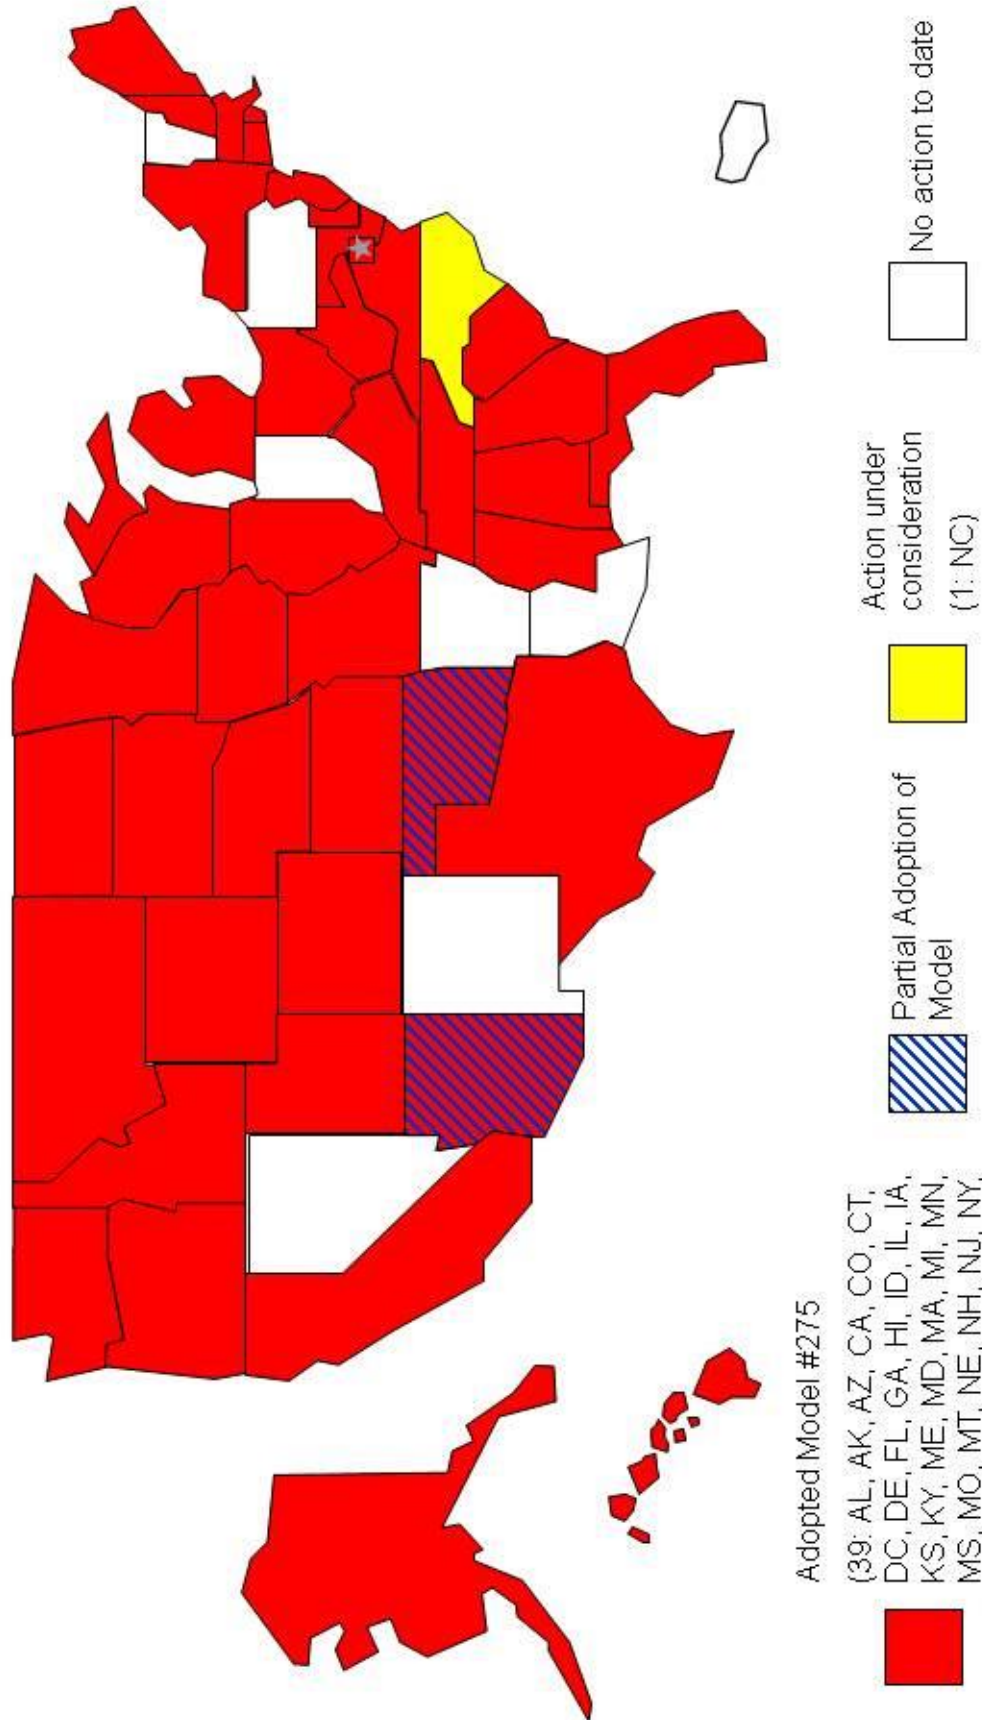 Adopted Model #275
(39: AL, AK, AZ, CA, CO, CT,
DC, DE, FL, GA, HI, ID, IL, IA,
KS, KY, ME, MD, MA, MI, MN,
MS, MO, MT, NE, NH, NJ, NY,
Partial Adoption of
Model
Action under
consideration
(1: NC)
No action to date